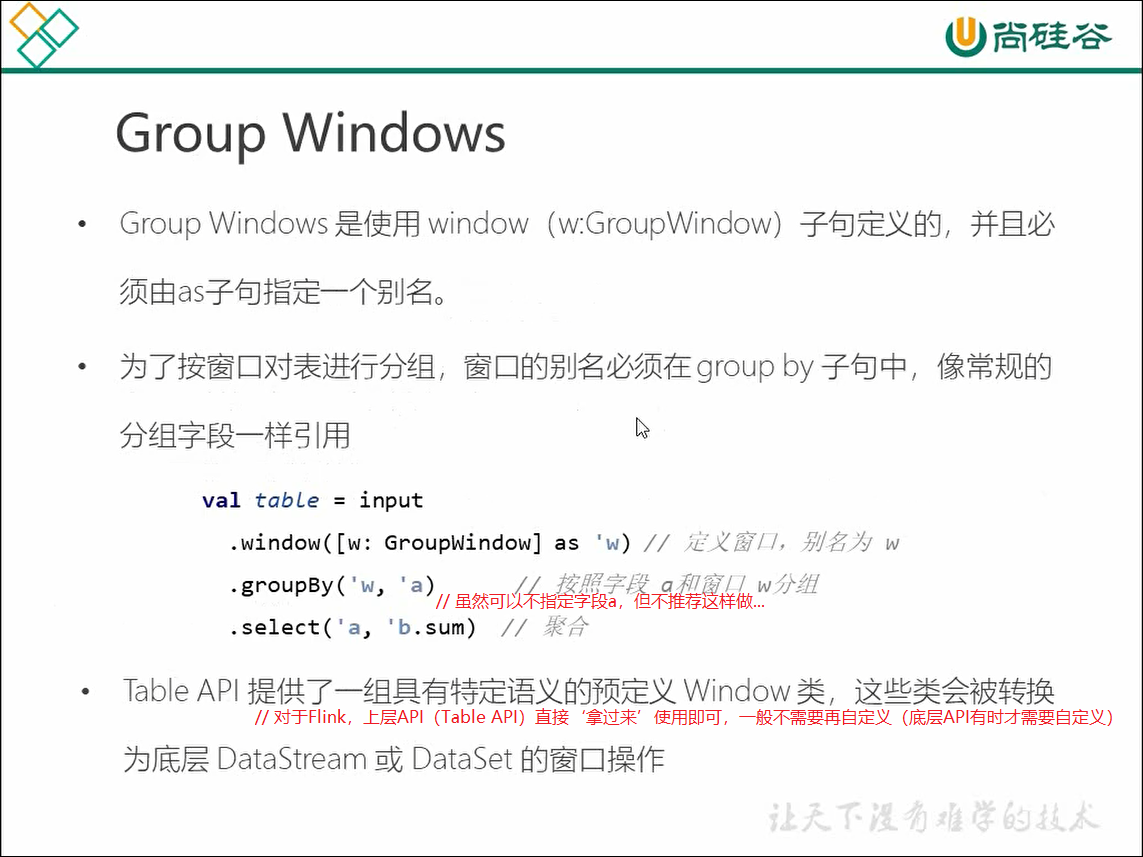 尚硅谷
Group Windows
• Group Windows 是使用 window（w:GroupWindow）子句定义的，并且必
须由as子句指定一个别名。
• 为了按窗口对表进行分组，窗口的别名必须在 group by 子句中，像常规的
分组字段一样引用
val table = input
.window([w: GroupWindow] as 'w) // 定义窗口，别名为 w
.groupBy('w, 'a) // 按照字段 a和窗口 w分组
// 虽然可以不指定字段a，但不推荐这样做...
.select('a, 'b.sum) // 聚合
• Table API 提供了一组具有特定语义的预定义 Window 类，这些类会被转换
// 对于Flink，上层API（Table API）直接‘拿过来’使用即可，一般不需要再自定义（底层API有时才需要自定义）
为底层 DataStream 或 DataSet 的窗口操作
让天下没有难学的技术